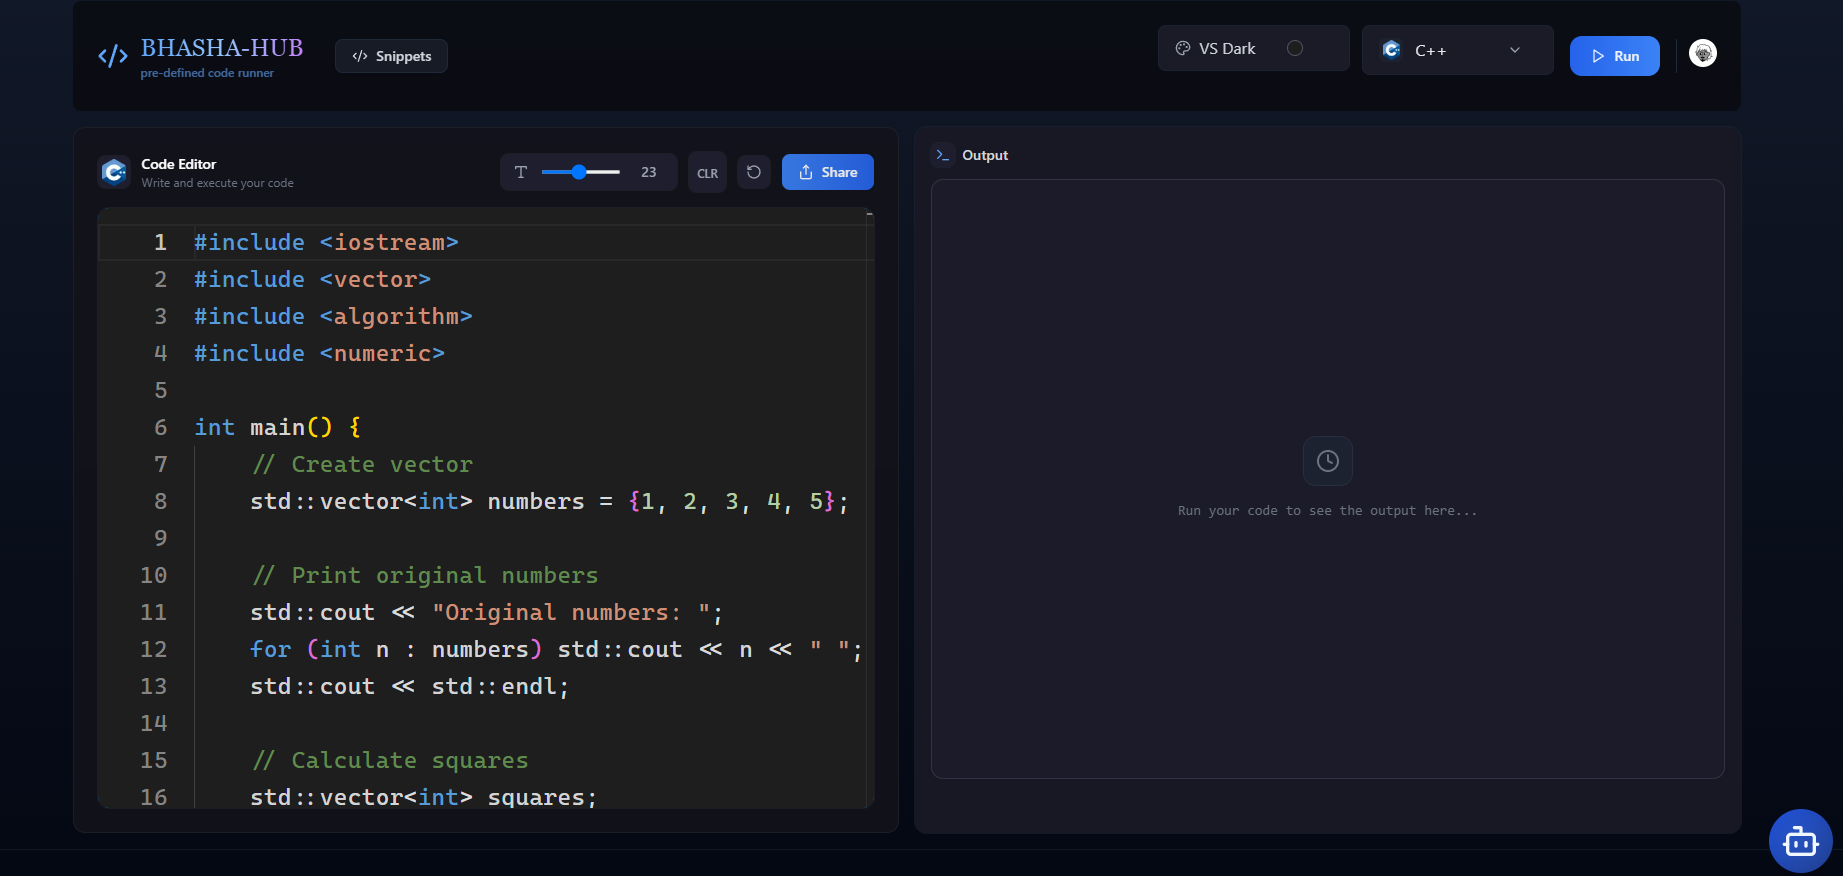 BHASHA-HUB
pre-defined code runner
</> Snippets
VS Dark
C++
Run
Code Editor
Write and execute your code
T
23
CLR
Share
1 #include <iostream>
2 #include <vector>
3 #include <algorithm>
4 #include <numeric>
5
6 int main() {
7 // Create vector
8 std::vector<int> numbers = {1, 2, 3, 4, 5};
9
10 // Print original numbers
11 std::cout << "Original numbers: ";
12 for (int n : numbers) std::cout << n << " ";
13 std::cout << std::endl;
14
15 // Calculate squares
16 std::vector<int> squares;
Output
Run your code to see the output here...